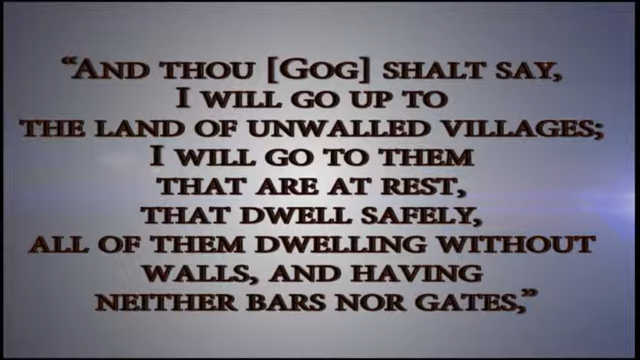 “And thou [Gog] shalt say,
I will go up to
the land of unwalled villages;
I will go to them
that are at rest,
that dwell safely,
all of them dwelling without
walls, and having
neither bars nor gates,”